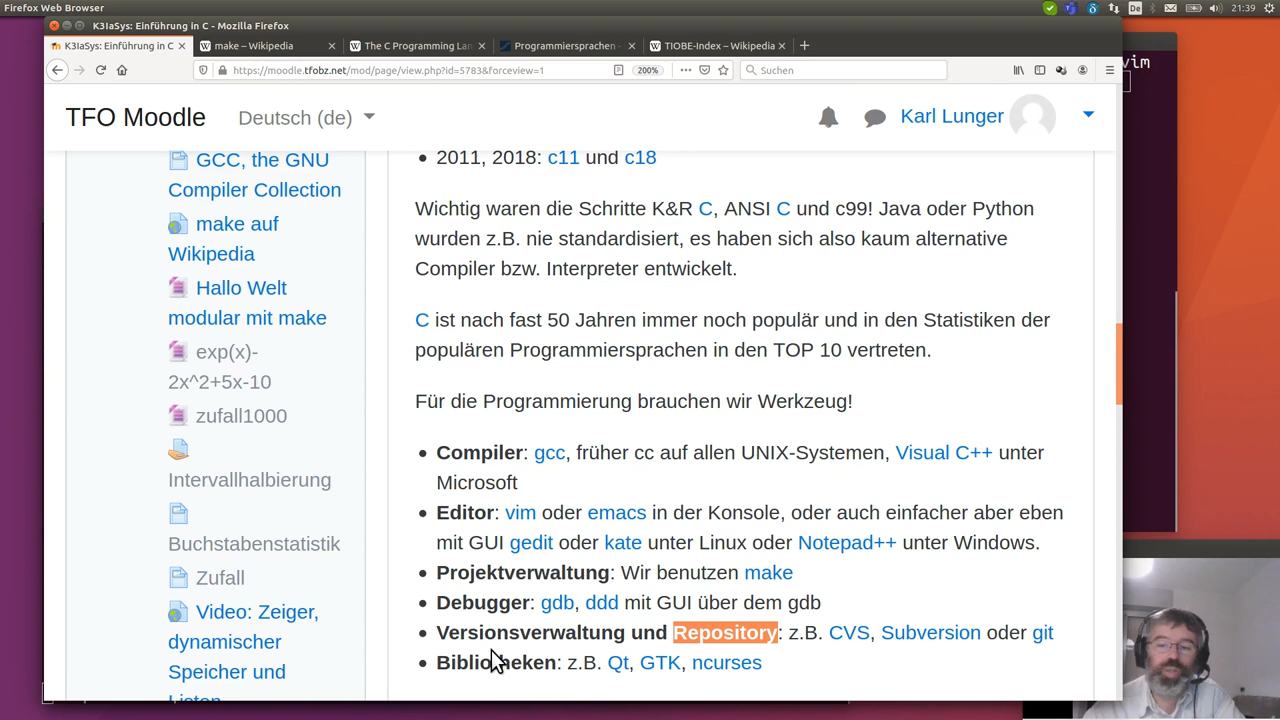 Firefox Web Browser
De
21:39
K3IaSys: Einführung in C - Mozilla Firefox
K3IaSys: Einführung in C
make – Wikipedia
The C Programming Lan
Programmiersprachen -
TIOBE-Index – Wikipedia
https://moodle.tfobz.net/mod/page/view.php?id=5783&forceview=1
200%
Suchen
vim
TFO Moodle
Deutsch (de)
Karl Lunger
GCC, the GNU
Compiler Collection
make auf
Wikipedia
Hallo Welt
modular mit make
exp(x)-
2x^2+5x-10
zufall1000
Intervallhalbierung
Buchstabenstatistik
Zufall
Video: Zeiger,
dynamischer
Speicher und
Listen
• 2011, 2018: c11 und c18
Wichtig waren die Schritte K&R C, ANSI C und c99! Java oder Python
wurden z.B. nie standardisiert, es haben sich also kaum alternative
Compiler bzw. Interpreter entwickelt.
C ist nach fast 50 Jahren immer noch populär und in den Statistiken der
populären Programmiersprachen in den TOP 10 vertreten.
Für die Programmierung brauchen wir Werkzeug!
• Compiler: gcc, früher cc auf allen UNIX-Systemen, Visual C++ unter
Microsoft
• Editor: vim oder emacs in der Konsole, oder auch einfacher aber eben
mit GUI gedit oder kate unter Linux oder Notepad++ unter Windows.
• Projektverwaltung: Wir benutzen make
• Debugger: gdb, ddd mit GUI über dem gdb
• Versionsverwaltung und Repository: z.B. CVS, Subversion oder git
• Bibliotheken: z.B. Qt, GTK, ncurses